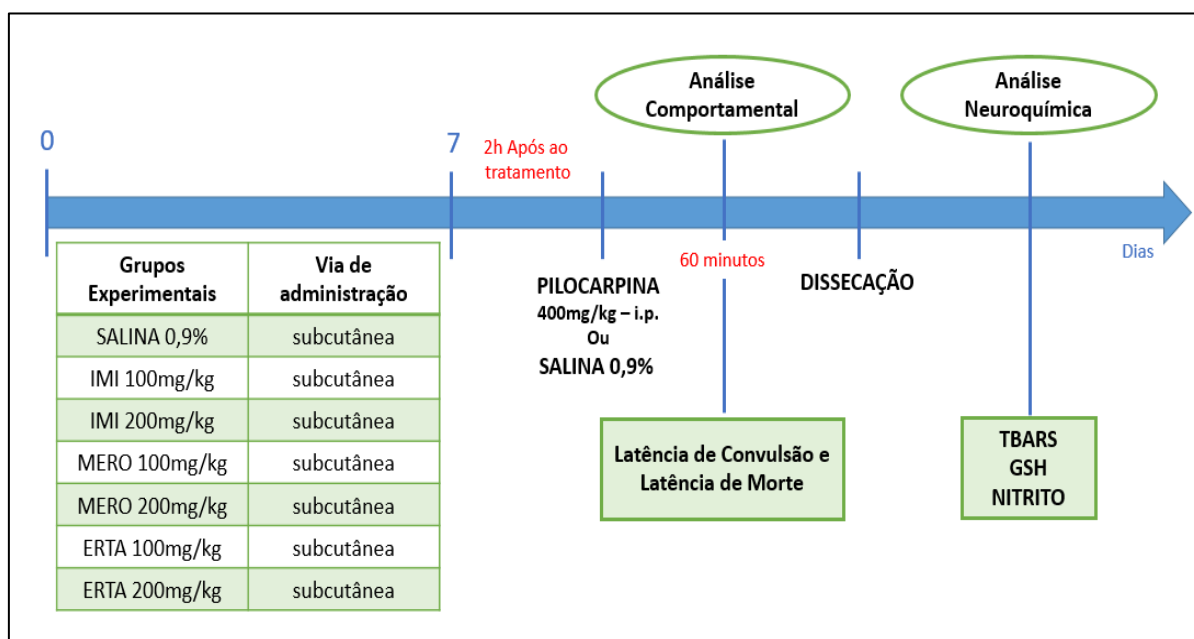 0
7
2h Após ao
tratamento
Análise
Comportamental
Análise
Neuroquímica
Dias
Grupos
Experimentais
Via de
administração
SALINA 0,9%
subcutânea
IMI 100mg/kg
subcutânea
IMI 200mg/kg
subcutânea
MERO 100mg/kg
subcutânea
MERO 200mg/kg
subcutânea
ERTA 100mg/kg
subcutânea
ERTA 200mg/kg
subcutânea
PILOCARPINA
400mg/kg – i.p.
Ou
SALINA 0,9%
60 minutos
DISSECAÇÃO
Latência de Convulsão e
Latência de Morte
TBARS
GSH
NITRITO